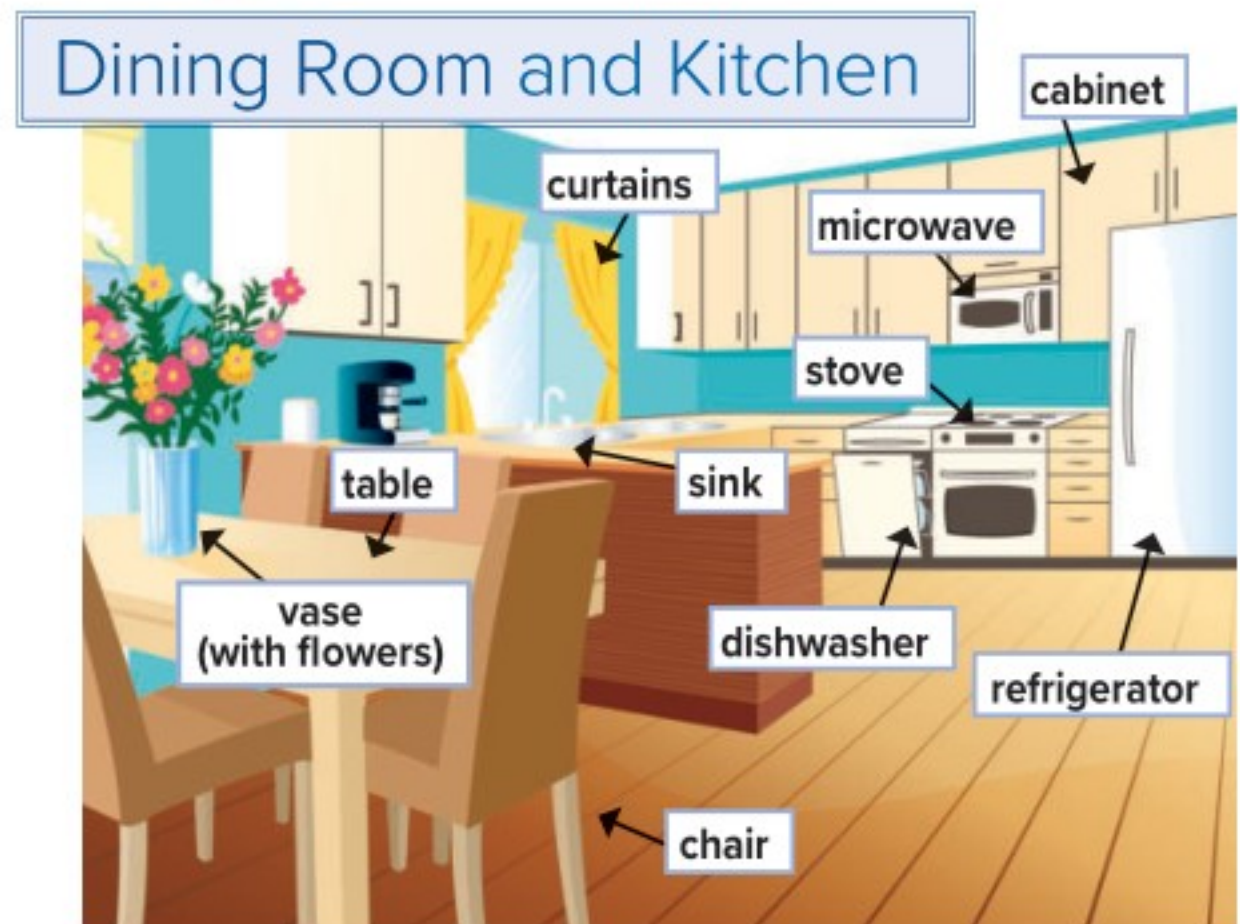 Dining Room and Kitchen
cabinet
curtains
microwave
stove
table
sink
vase
(with flowers)
dishwasher
refrigerator
chair